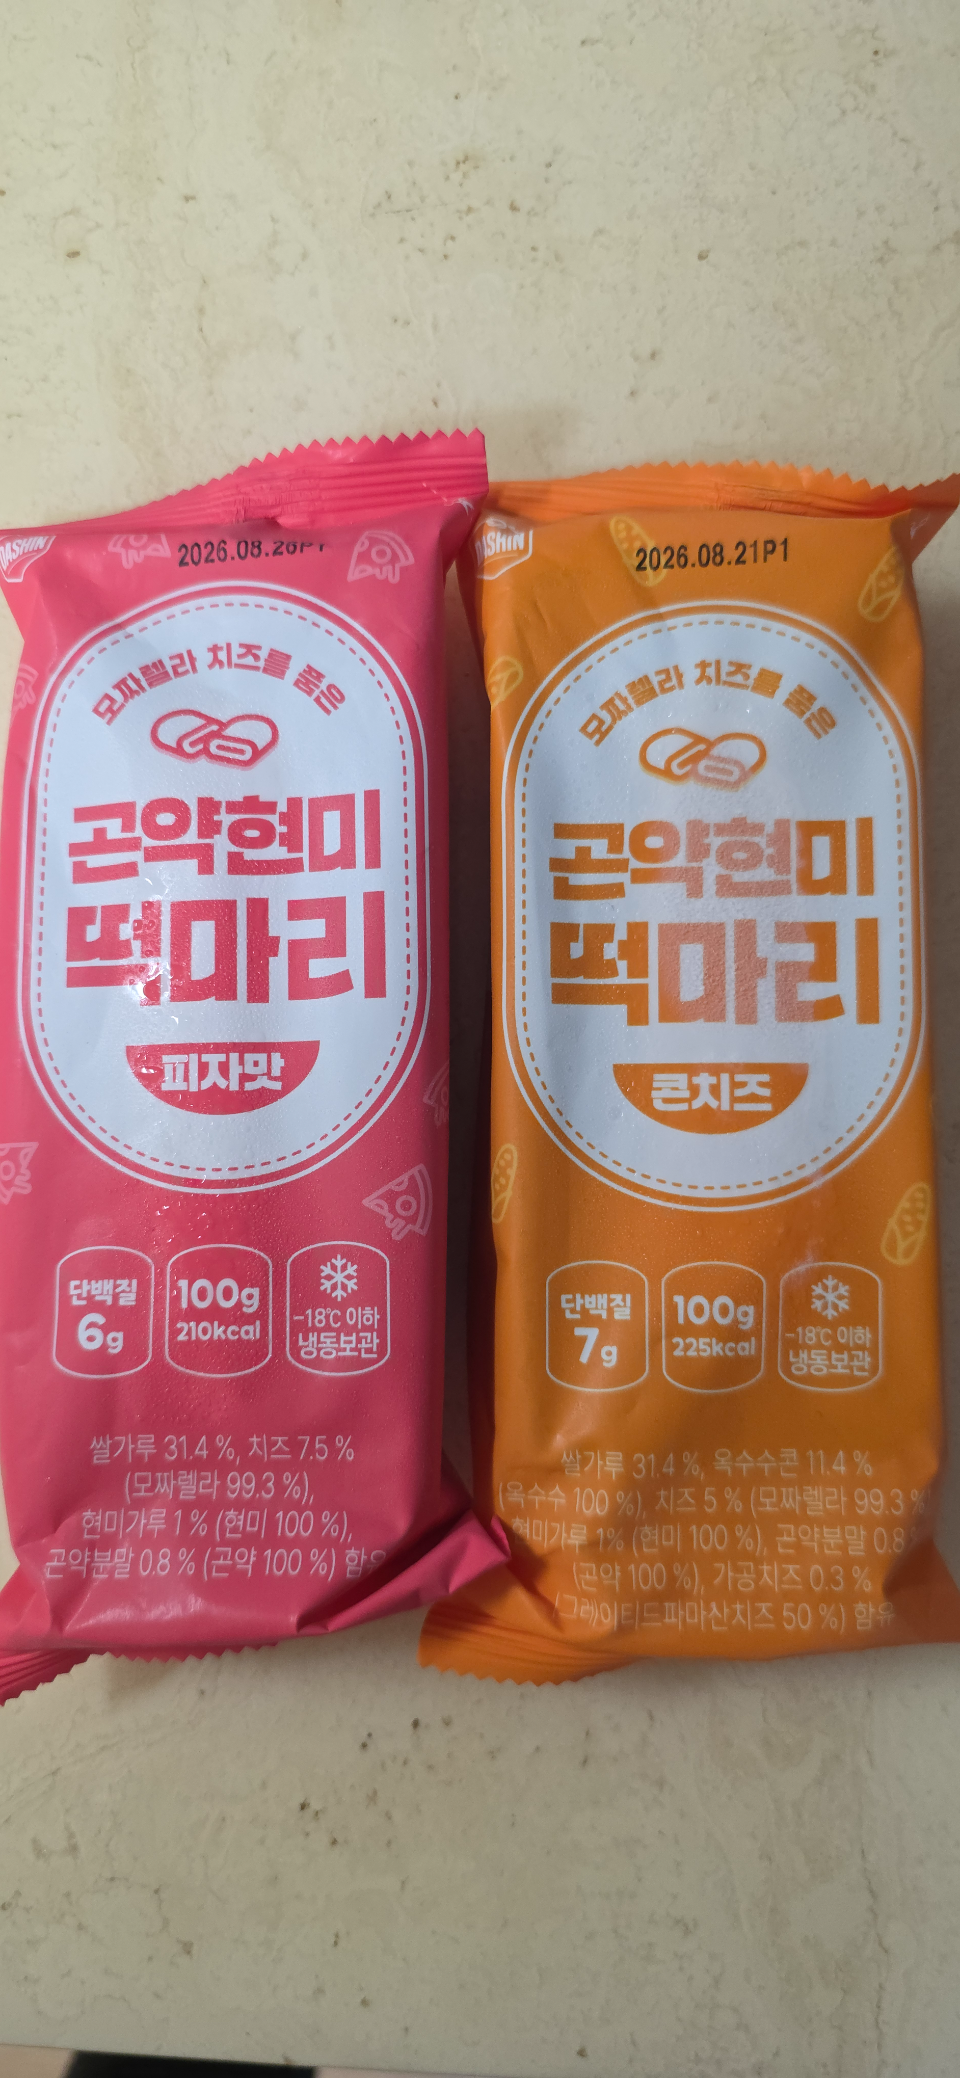 DASHIN
2026.08.26P1
모짜렐라 치즈를 품은
곤약현미
떡마리
피자맛
단백질
6g
100g
210kcal
-18℃ 이하
냉동보관
쌀가루 31.4 %, 치즈 7.5 %
(모짜렐라 99.3 %),
현미가루 1 % (현미 100 %),
곤약분말 0.8 % (곤약 100 %) 함유
DASHIN
2026.08.21P1
모짜렐라 치즈를 품은
곤약현미
떡마리
콘치즈
단백질
7g
100g
225kcal
-18℃ 이하
냉동보관
쌀가루 31.4 %, 옥수수콘 11.4 %
(옥수수 100 %), 치즈 5 % (모짜렐라 99.3 %
현미가루 1% (현미 100 %), 곤약분말 0.8
(곤약 100 %), 가공치즈 0.3 %
(그레이티드파마산치즈 50 %) 함유